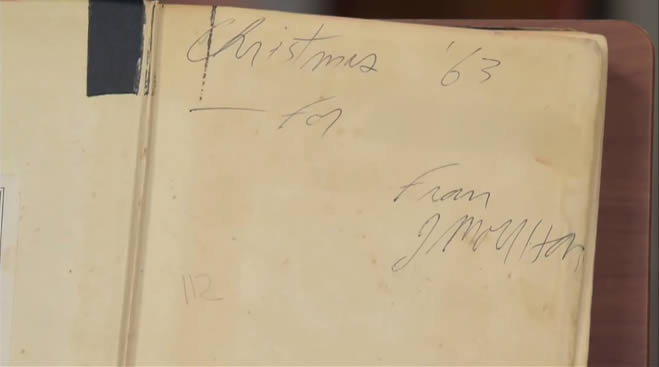 Christmas '63
For
From
J Moulton
112